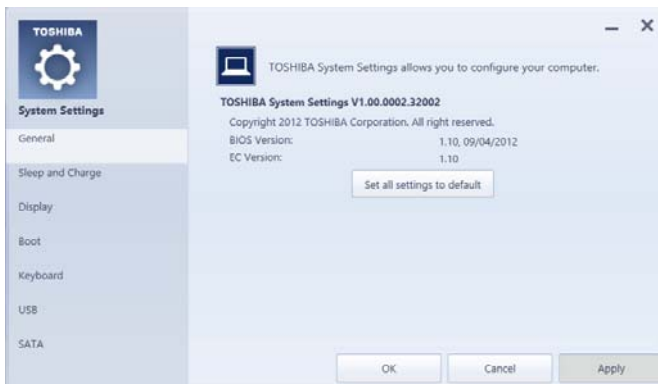 TOSHIBA
System Settings
General
Sleep and Charge
Display
Boot
Keyboard
USB
SATA
TOSHIBA System Settings allows you to configure your computer.
TOSHIBA System Settings V1.00.0002.32002
Copyright 2012 TOSHIBA Corporation. All right reserved.
BIOS Version: 1.10, 09/04/2012
EC Version: 1.10
Set all settings to default
OK Cancel Apply